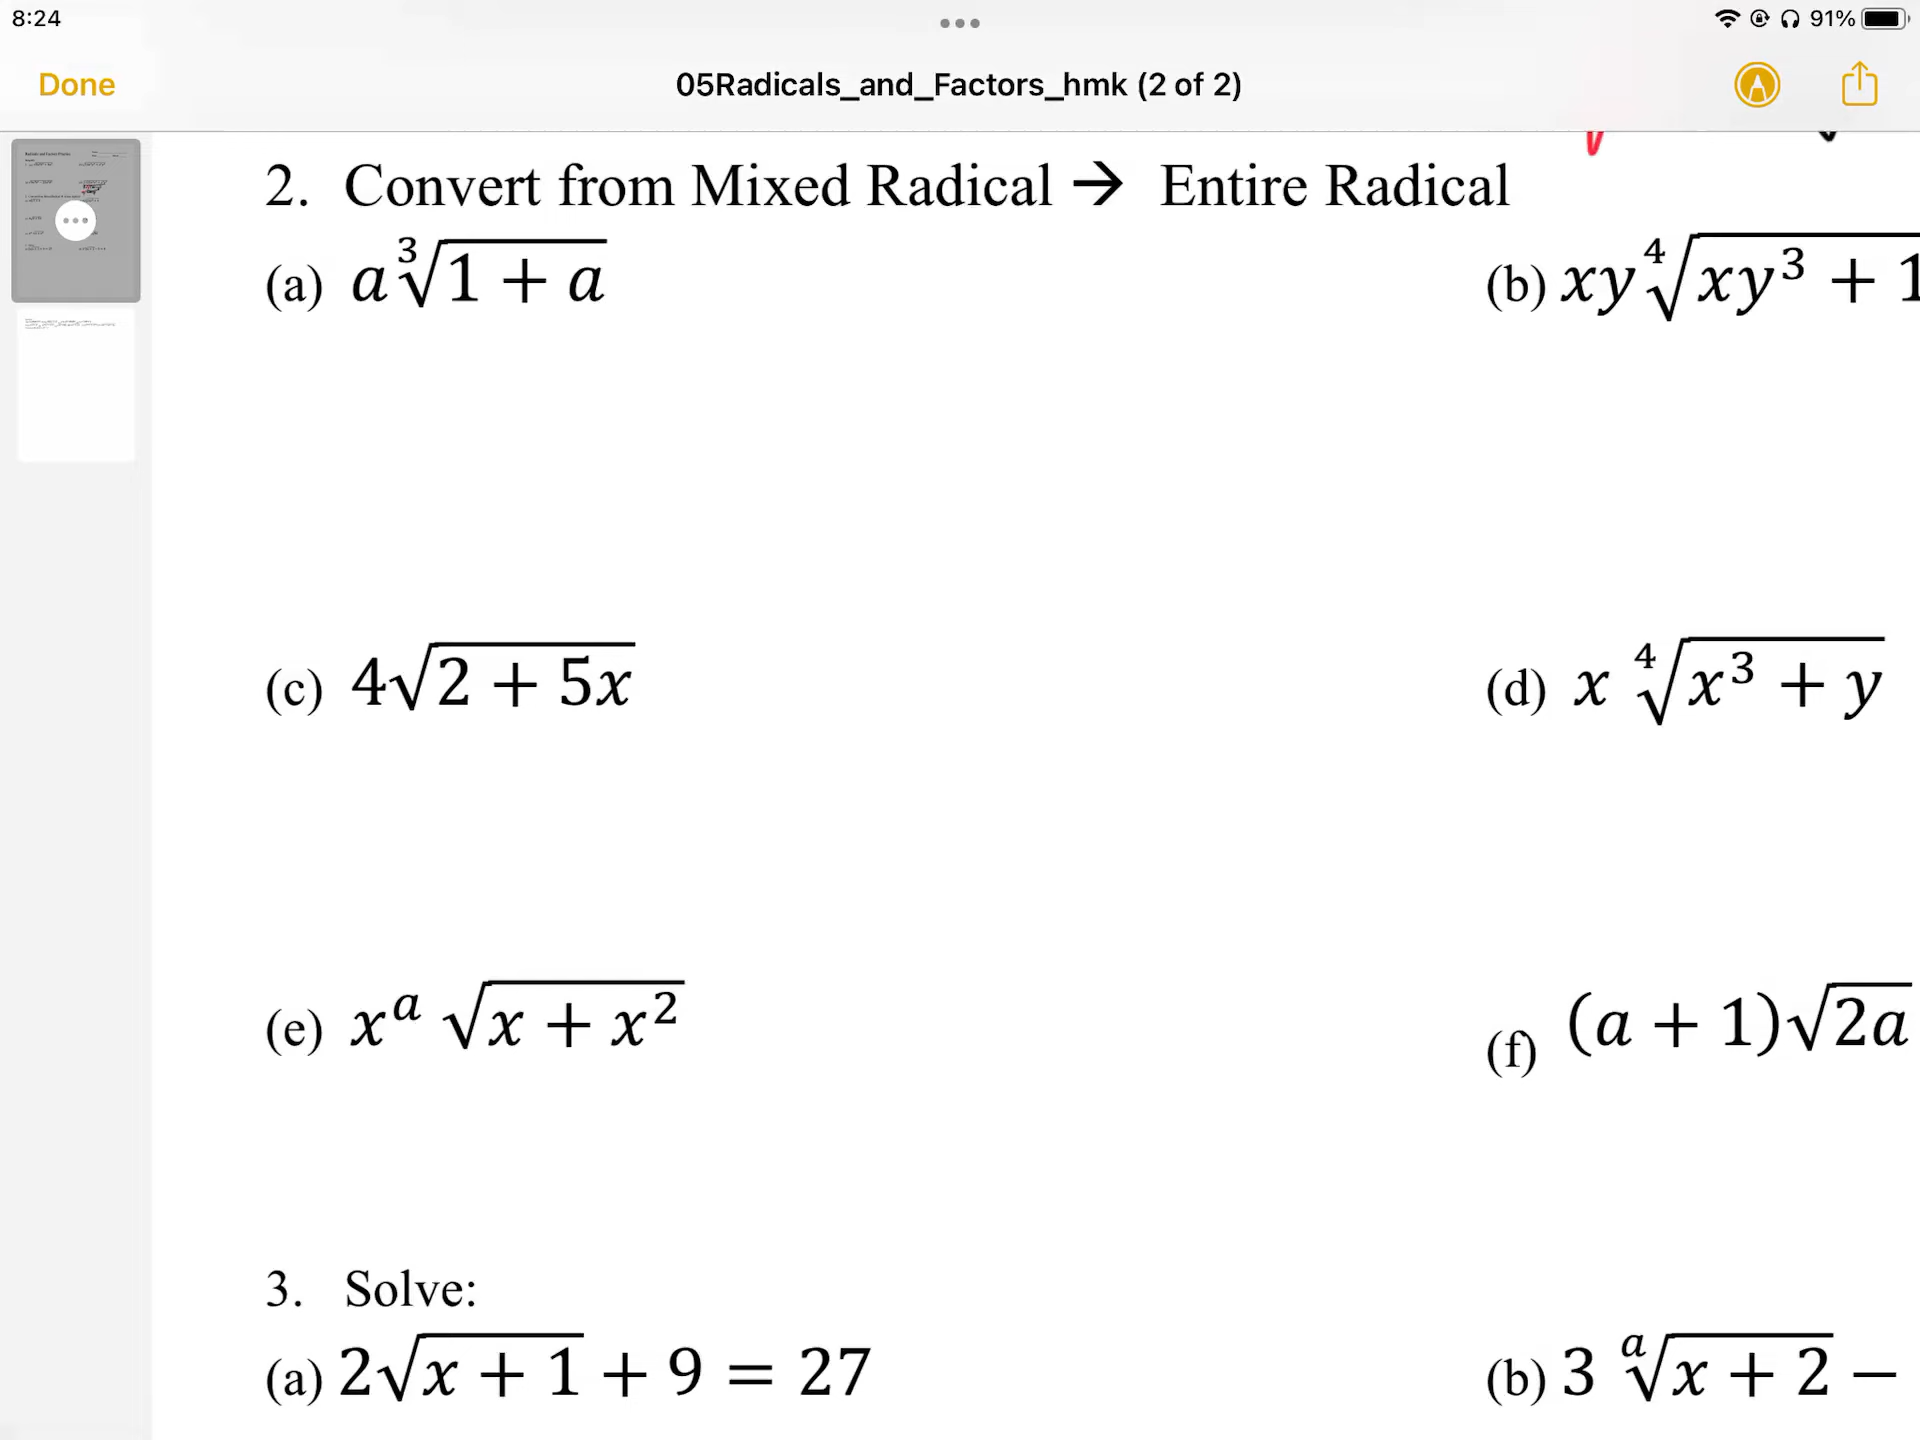 8:24
91%
Done
05Radicals_and_Factors_hmk (2 of 2)
2. Convert from Mixed Radical → Entire Radical
(a) a∛1 + a
(b) xy∜xy³ + 1
(c) 4√2 + 5x
(d) x ∜x³ + y
(e) xᵃ √x + x²
(f) (a + 1)√2a
3. Solve:
(a) 2√x + 1 + 9 = 27
(b) 3 ᵃ√x + 2 −